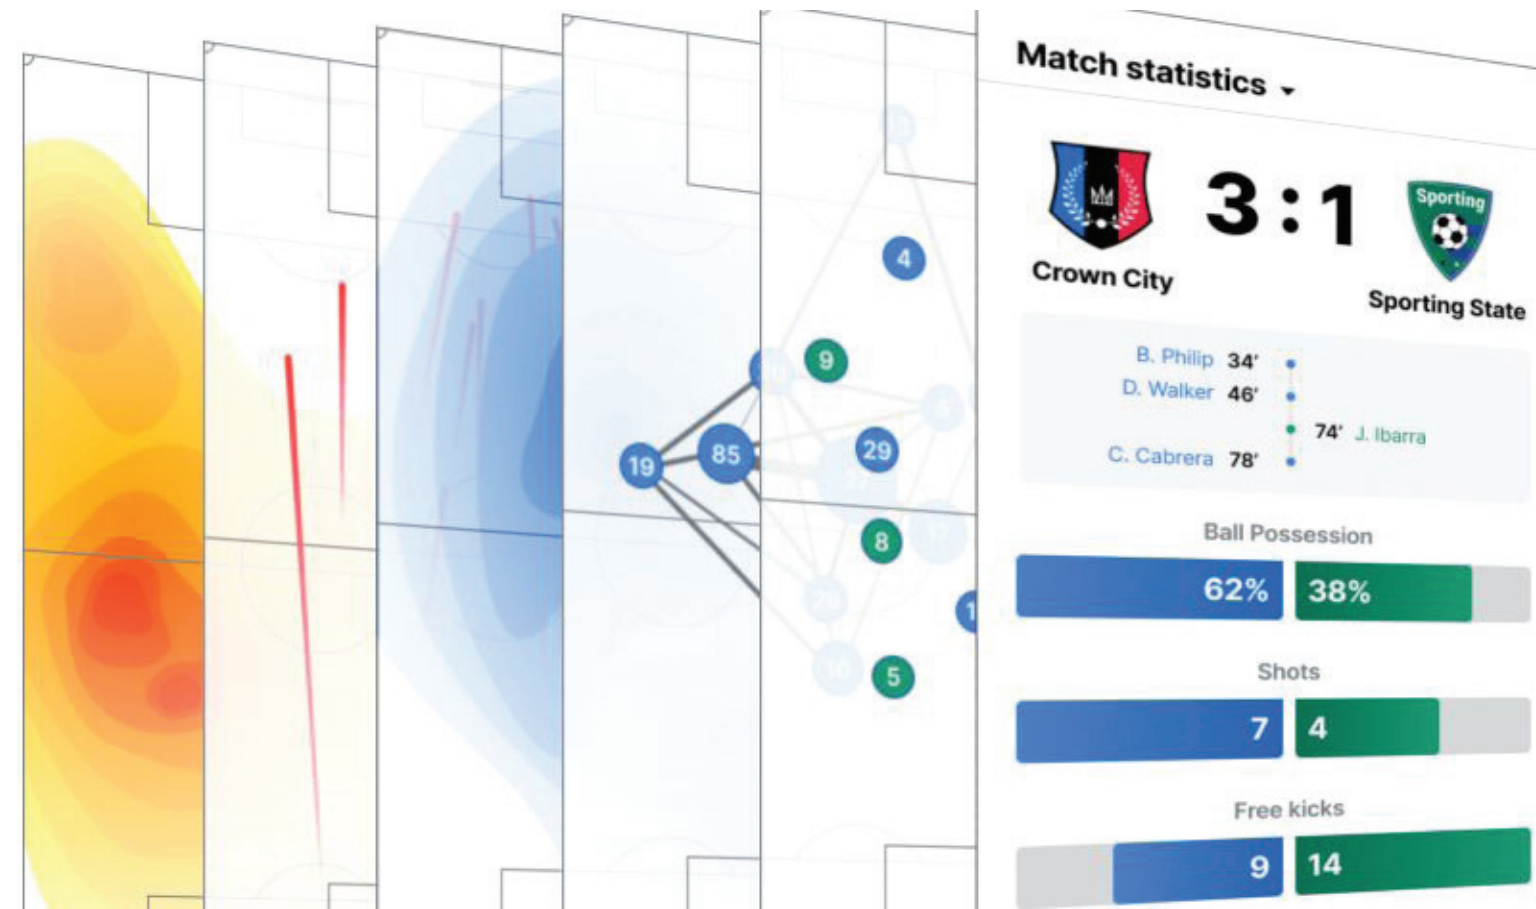 Match statistics
3 : 1
Sporting
Crown City
Sporting State
B. Philip 34'
D. Walker 46'
74' J. Ibarra
C. Cabrera 78'
Ball Possession
62% 38%
Shots
7 4
Free kicks
9 14
4
9
29
19
85
8
5